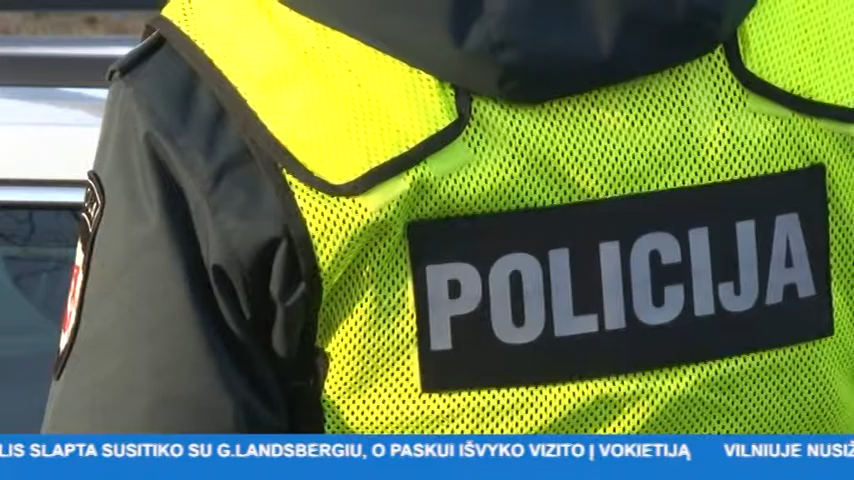 POLICIJA
SLAPTA SUSITIKO SU G.LANDSBERGIU, O PASKUI IŠVYKO VIZITO Į VOKIETIJĄ VILNIUJE